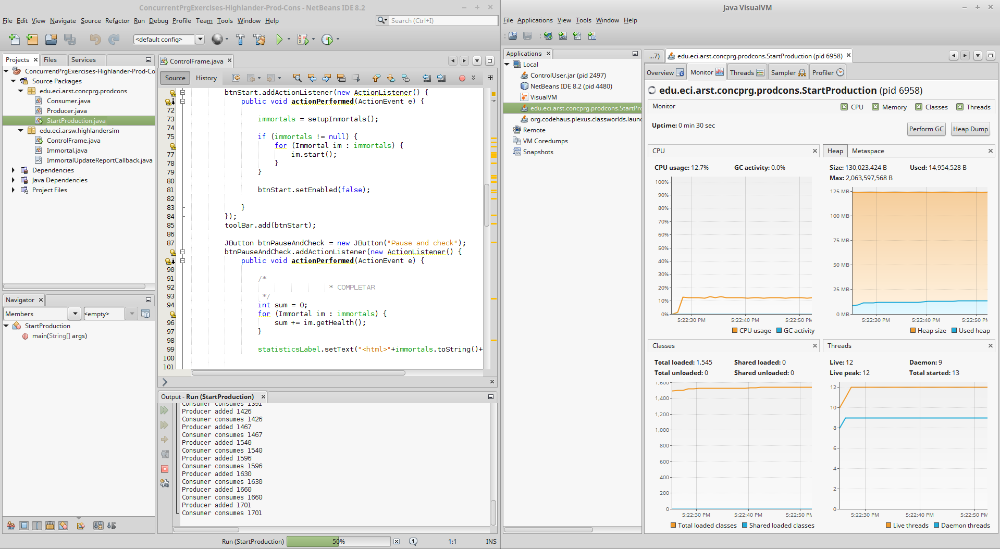 ConcurrentPrgExercises-Highlander-Prod-Cons - NetBeans IDE 8.2
File Edit View Navigate Source Refactor Run Debug Profile Team Tools Window Help
Search (Ctrl+I)
<default config>
Projects Files Services
ConcurrentPrgExercises-Highlander-Prod-Co
Source Packages
edu.eci.arst.concprg.prodcons
Consumer.java
Producer.java
StartProduction.java
edu.eci.arsw.highlandersim
ControlFrame.java
Immortal.java
ImmortalUpdateReportCallback.java
Dependencies
Java Dependencies
Project Files
Navigator
Members <empty>
StartProduction
main(String[] args)
ControlFrame.java
Source History
btnStart.addActionListener(new ActionListener() {
public void actionPerformed(ActionEvent e) {
72
73 immortals = setupInmortals();
74
75 if (immortals != null) {
for (Immortal im : immortals) {
77 im.start();
78 }
79 }
80
81 btnStart.setEnabled(false);
82
83 }
84 });
85 toolBar.add(btnStart);
86
87 JButton btnPauseAndCheck = new JButton("Pause and check");
btnPauseAndCheck.addActionListener(new ActionListener() {
public void actionPerformed(ActionEvent e) {
90
91 /*
92 * COMPLETAR
93 */
94 int sum = 0;
for (Immortal im : immortals) {
96 sum += im.getHealth();
97 }
98
99 statisticsLabel.setText("<html>"+immortals.toString()+
100
101
Output - Run (StartProduction)
Consumer consumes 1391
Producer added 1426
Consumer consumes 1426
Producer added 1467
Consumer consumes 1467
Producer added 1540
Consumer consumes 1540
Producer added 1596
Consumer consumes 1596
Producer added 1630
Consumer consumes 1630
Producer added 1660
Consumer consumes 1660
Producer added 1701
Consumer consumes 1701
Run (StartProduction) 50% 1 1:1 INS
Java VisualVM
File Applications View Tools Window Help
Applications
Local
ControlUser.jar (pid 2497)
NetBeans IDE 8.2 (pid 4480)
VisualVM
edu.eci.arst.concprg.prodcons.StartPr
org.codehaus.plexus.classworlds.laun
Remote
VM Coredumps
Snapshots
...7) edu.eci.arst.concprg.prodcons.StartProduction (pid 6958)
Overview Monitor Threads Sampler Profiler
edu.eci.arst.concprg.prodcons.StartProduction (pid 6958)
Monitor CPU Memory Classes Threads
Uptime: 0 min 30 sec
Perform GC Heap Dump
CPU
CPU usage: 12.7% GC activity: 0.0%
100%
90%
80%
70%
60%
50%
40%
30%
20%
10%
0%
5:22:30 PM 5:22:40 PM 5:22:50 PM
CPU usage GC activity
Heap Metaspace
Size: 130,023,424 B Used: 14,954,528 B
Max: 2,063,597,568 B
125 MB
100 MB
75 MB
50 MB
25 MB
0 MB
5:22:30 PM 5:22:40 PM 5:22:50 PM
Heap size Used heap
Classes
Total loaded: 1,545 Shared loaded: 0
Total unloaded: 0 Shared unloaded: 0
1,600
1,400
1,200
1,000
800
600
400
200
0
5:22:30 PM 5:22:40 PM 5:22:50 PM
Total loaded classes Shared loaded classes
Threads
Live: 12 Daemon: 9
Live peak: 12 Total started: 13
12
10
8
6
4
2
0
5:22:30 PM 5:22:40 PM 5:22:50 PM
Live threads Daemon threads